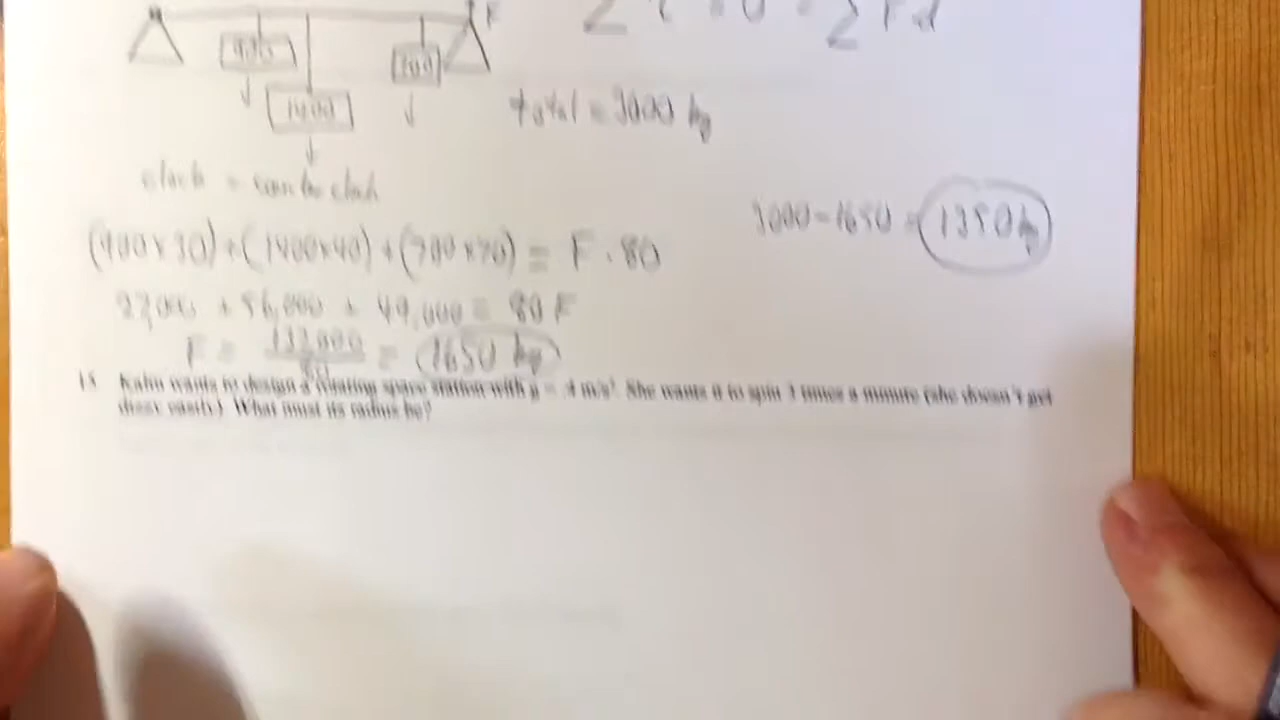 F
Σ τ = 0 = Σ F d
900
700
1400
total = 3000 kg
clock = counter clock
3000 - 1650 = 1350 kg
(900 x 30) + (1400 x 40) + (700 x 70) = F · 80
27,000 + 56,000 + 49,000 = 80 F
F = 132,000 / 80 = 1650 kg
15. wants to design a rotating space station with g = 4 m/s². She wants it to spin 3 times a minute (she doesn't get
dizzy easily). What must its radius be?